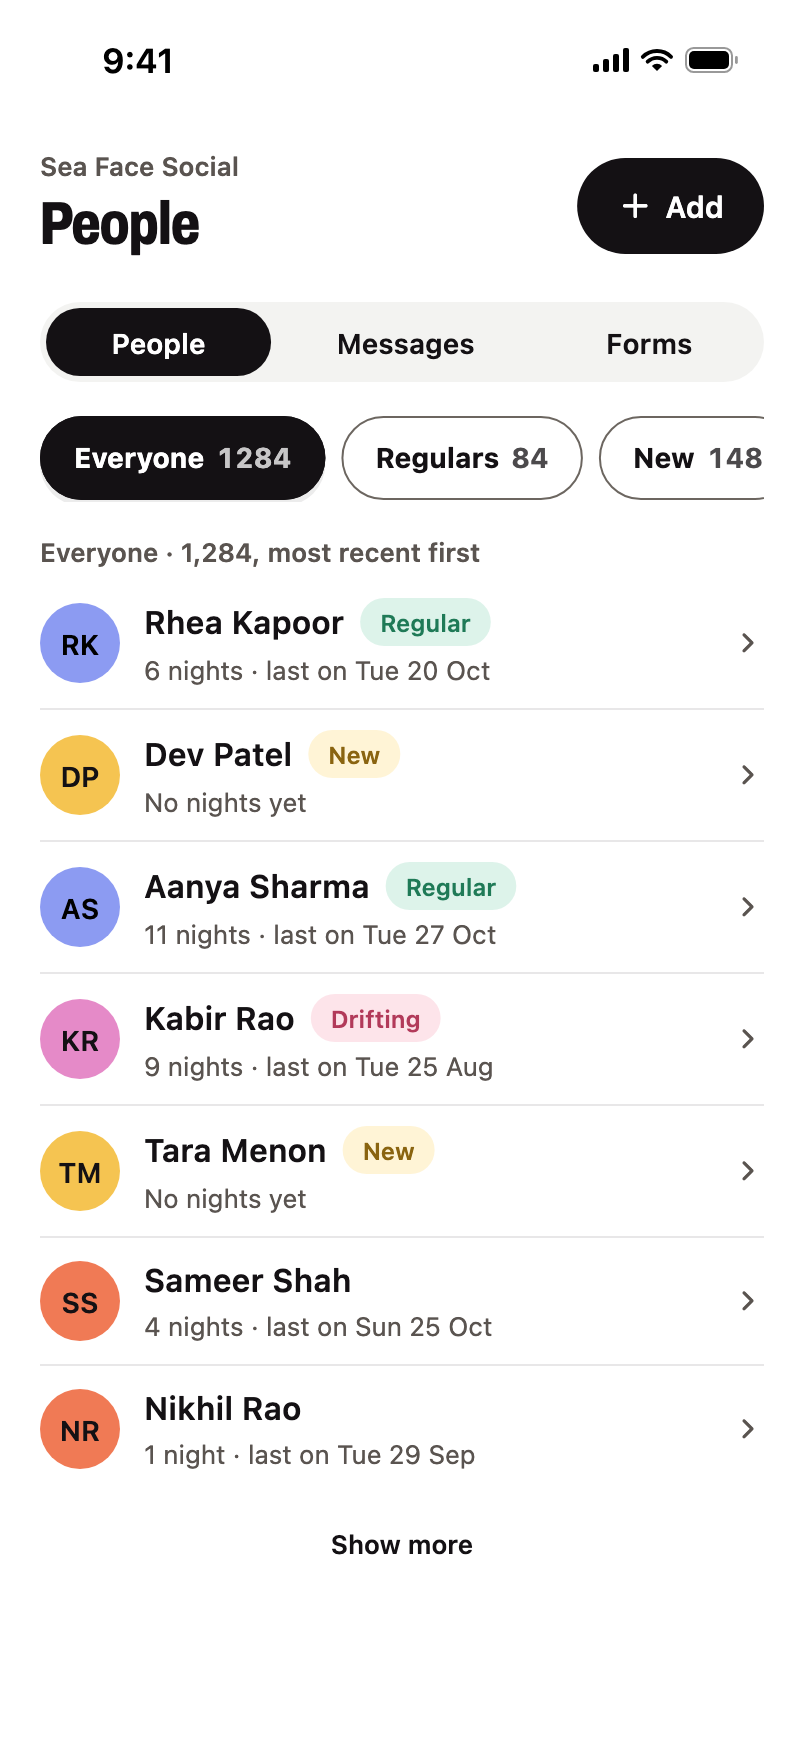 9:41
Sea Face Social
People
+ Add
People Messages Forms
Everyone 1284 Regulars 84 New 148
Everyone · 1,284, most recent first
RK Rhea Kapoor Regular
6 nights · last on Tue 20 Oct
DP Dev Patel New
No nights yet
AS Aanya Sharma Regular
11 nights · last on Tue 27 Oct
KR Kabir Rao Drifting
9 nights · last on Tue 25 Aug
TM Tara Menon New
No nights yet
SS Sameer Shah
4 nights · last on Sun 25 Oct
NR Nikhil Rao
1 night · last on Tue 29 Sep
Show more